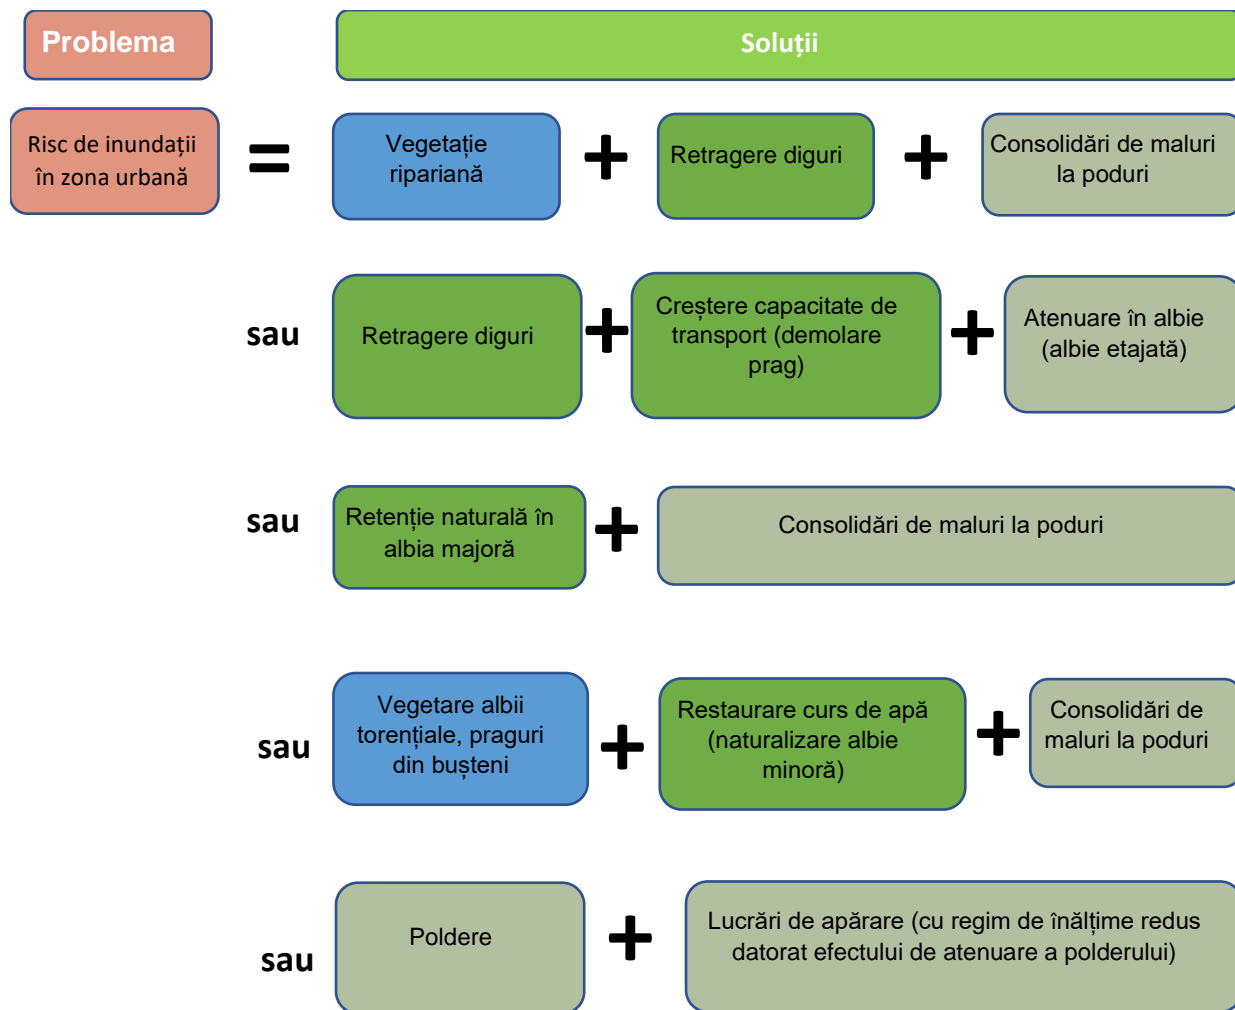 Problema
Soluții
Risc de inundații
în zona urbană
=
Vegetație
ripariană
+
Retragere diguri
+
Consolidări de maluri
la poduri
sau
Retragere diguri
+
Creștere capacitate de
transport (demolare
prag)
+
Atenuare în albie
(albie etajată)
sau
Retenție naturală în
albia majoră
+
Consolidări de maluri la poduri
sau
Vegetare albii
torențiale, praguri
din bușteni
+
Restaurare curs de apă
(naturalizare albie
minoră)
+
Consolidări de
maluri la poduri
sau
Poldere
+
Lucrări de apărare (cu regim de înălțime redus
datorat efectului de atenuare a polderului)